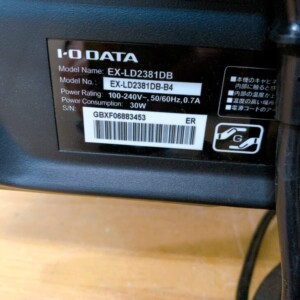 I-O DATA
Model Name: EX-LD2381DB
Model No.: EX-LD2381DB-B4
Power Rating: 100-240V~, 50/60Hz, 0.7A
Power Consumption: 30W
S/N:
GBXF06883453 ER
G